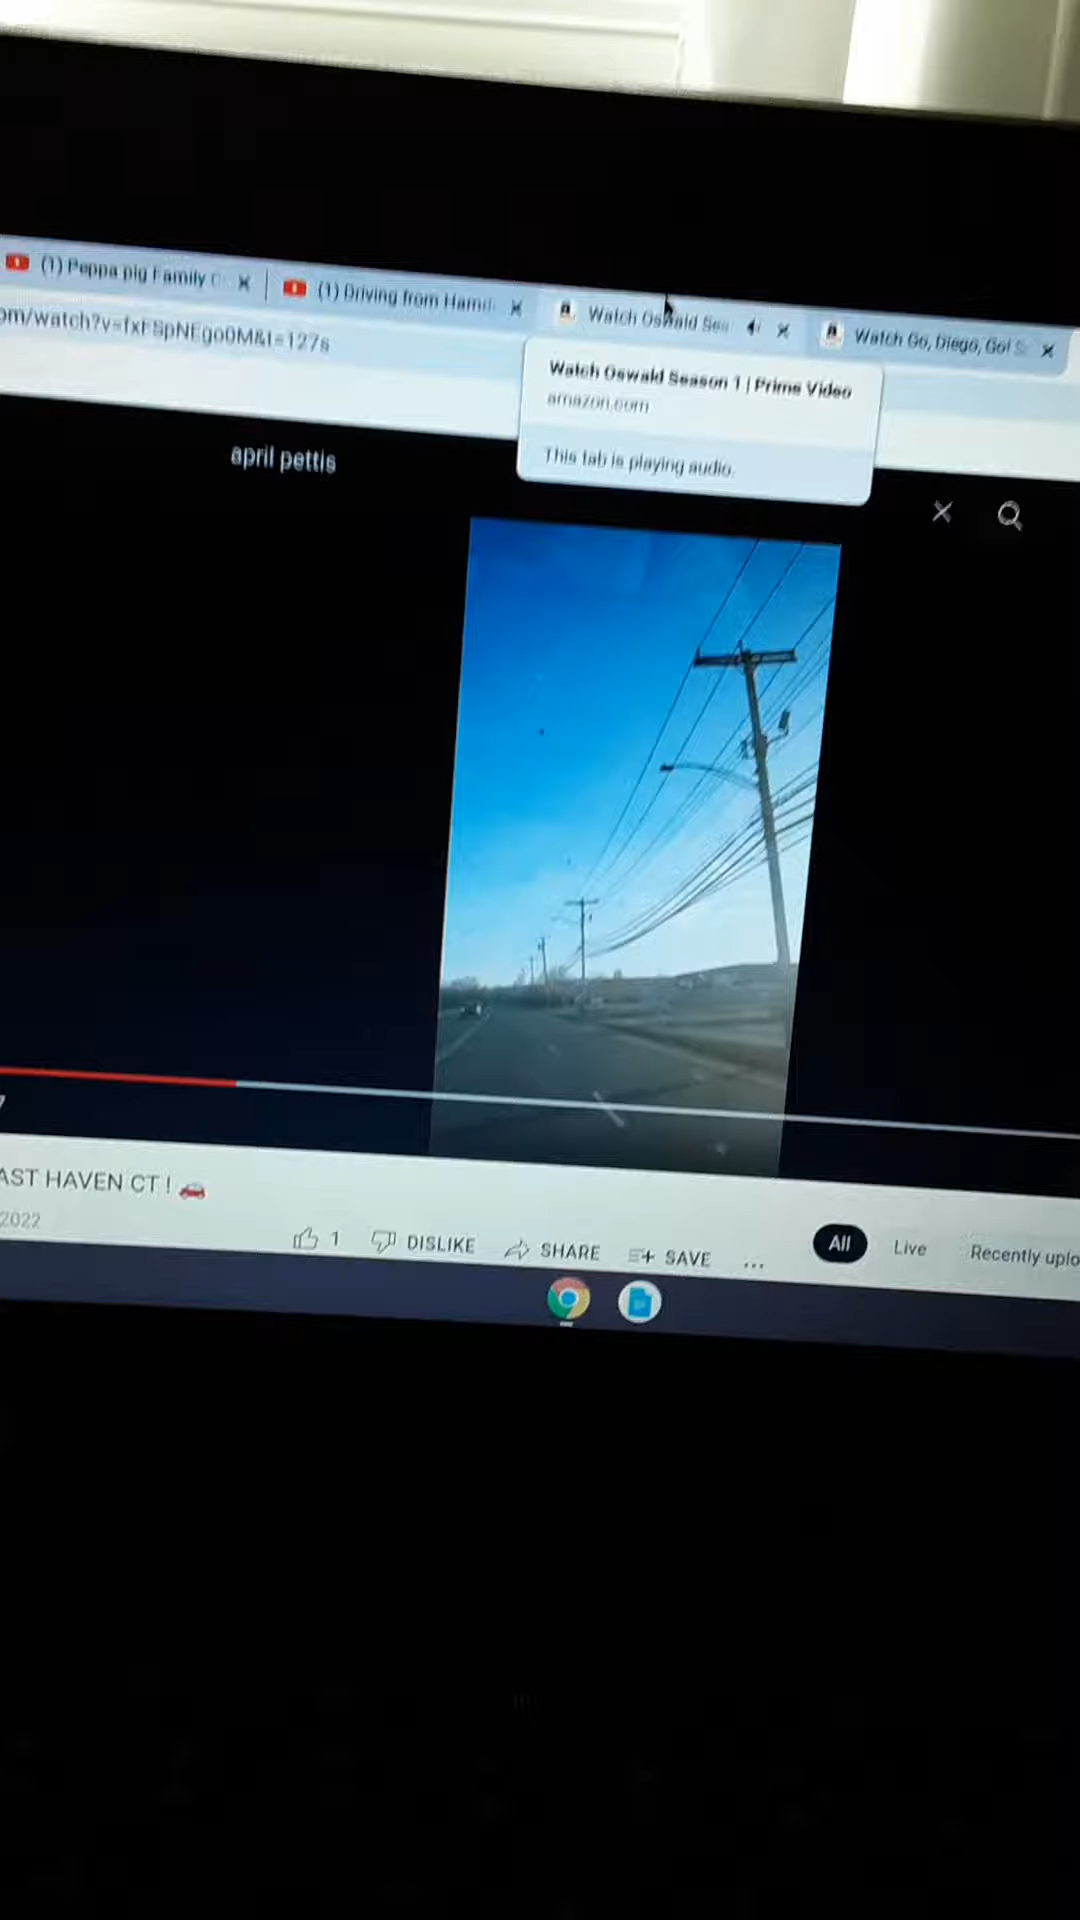 (1) Peppa pig Family
(1) Driving from Hamd
Watch Oswald Sea
Watch Go, Diego, Go! S
om/watch?v=fxFSpNEgo0M&t=127s
Watch Oswald Season 1 | Prime Video
amazon.com
This tab is playing audio.
april pettis
7
AST HAVEN CT !
2022
1
DISLIKE
SHARE
SAVE
...
All
Live
Recently uplo